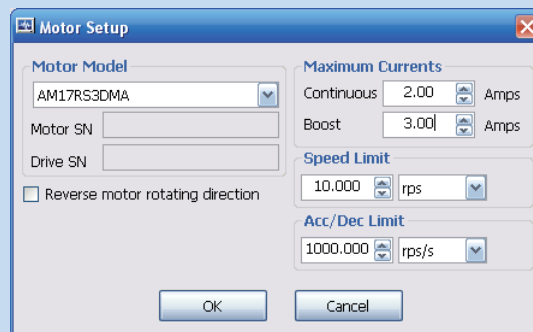 Motor Setup
Motor Model
AM17RS3DMA
Motor SN
Drive SN
Reverse motor rotating direction
Maximum Currents
Continuous 2.00 Amps
Boost 3.00 Amps
Speed Limit
10.000 rps
Acc/Dec Limit
1000.000 rps/s
OK Cancel